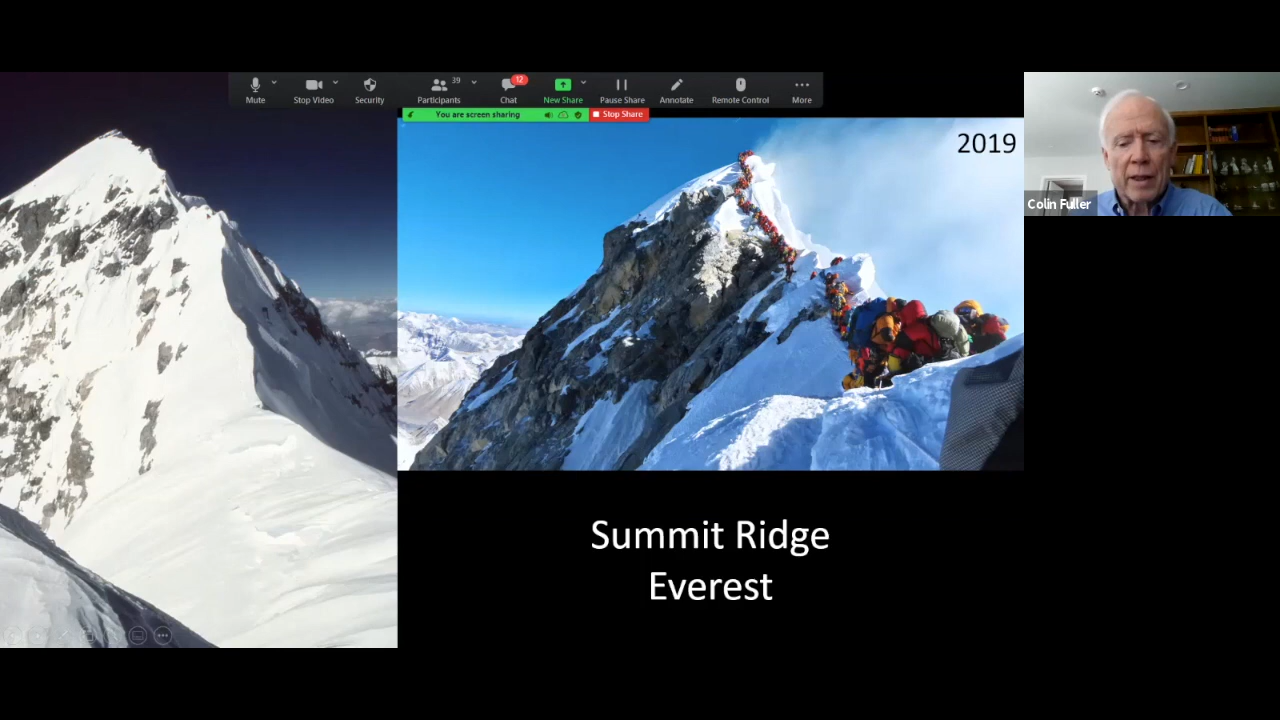 39
12
Mute
Stop Video
Security
Participants
Chat
New Share
Pause Share
Annotate
Remote Control
More
You are screen sharing
Stop Share
2019
Colin Fuller
Summit Ridge
Everest